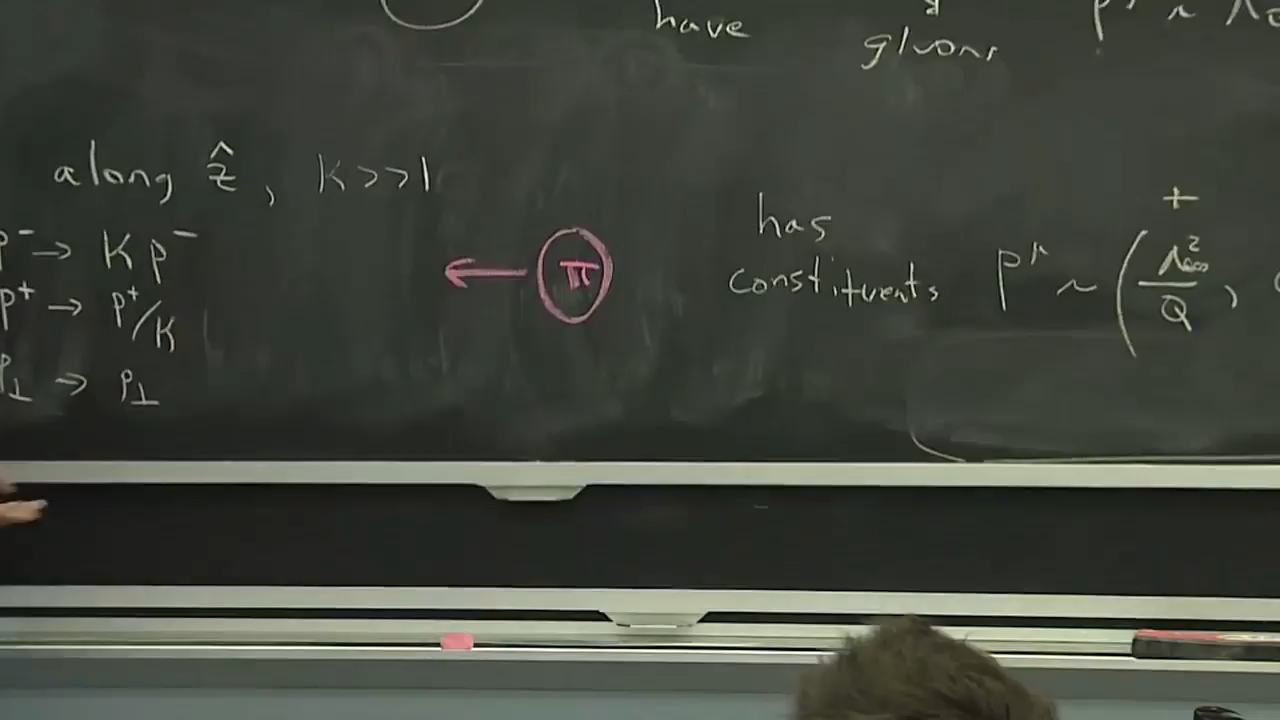 have
gluons
along ẑ, K>>1
p⁻ → K p⁻
p⁺ → p⁺/K
p⊥ → p⊥
π
has
constituents
+
p^μ ~ (Λ²_QCD / Q ,